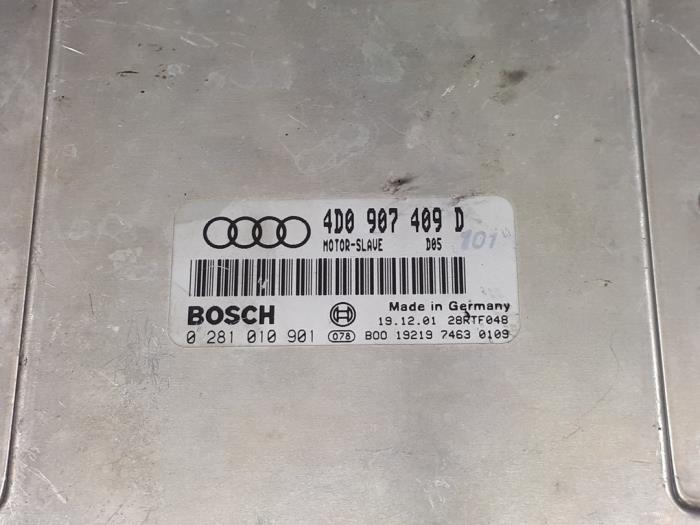 4D0 907 409 D
MOTOR-SLAVE D05 101
BOSCH Made in Germany
19.12.01 28RTF048
0 281 010 901 078 B00 19219 7463 0109